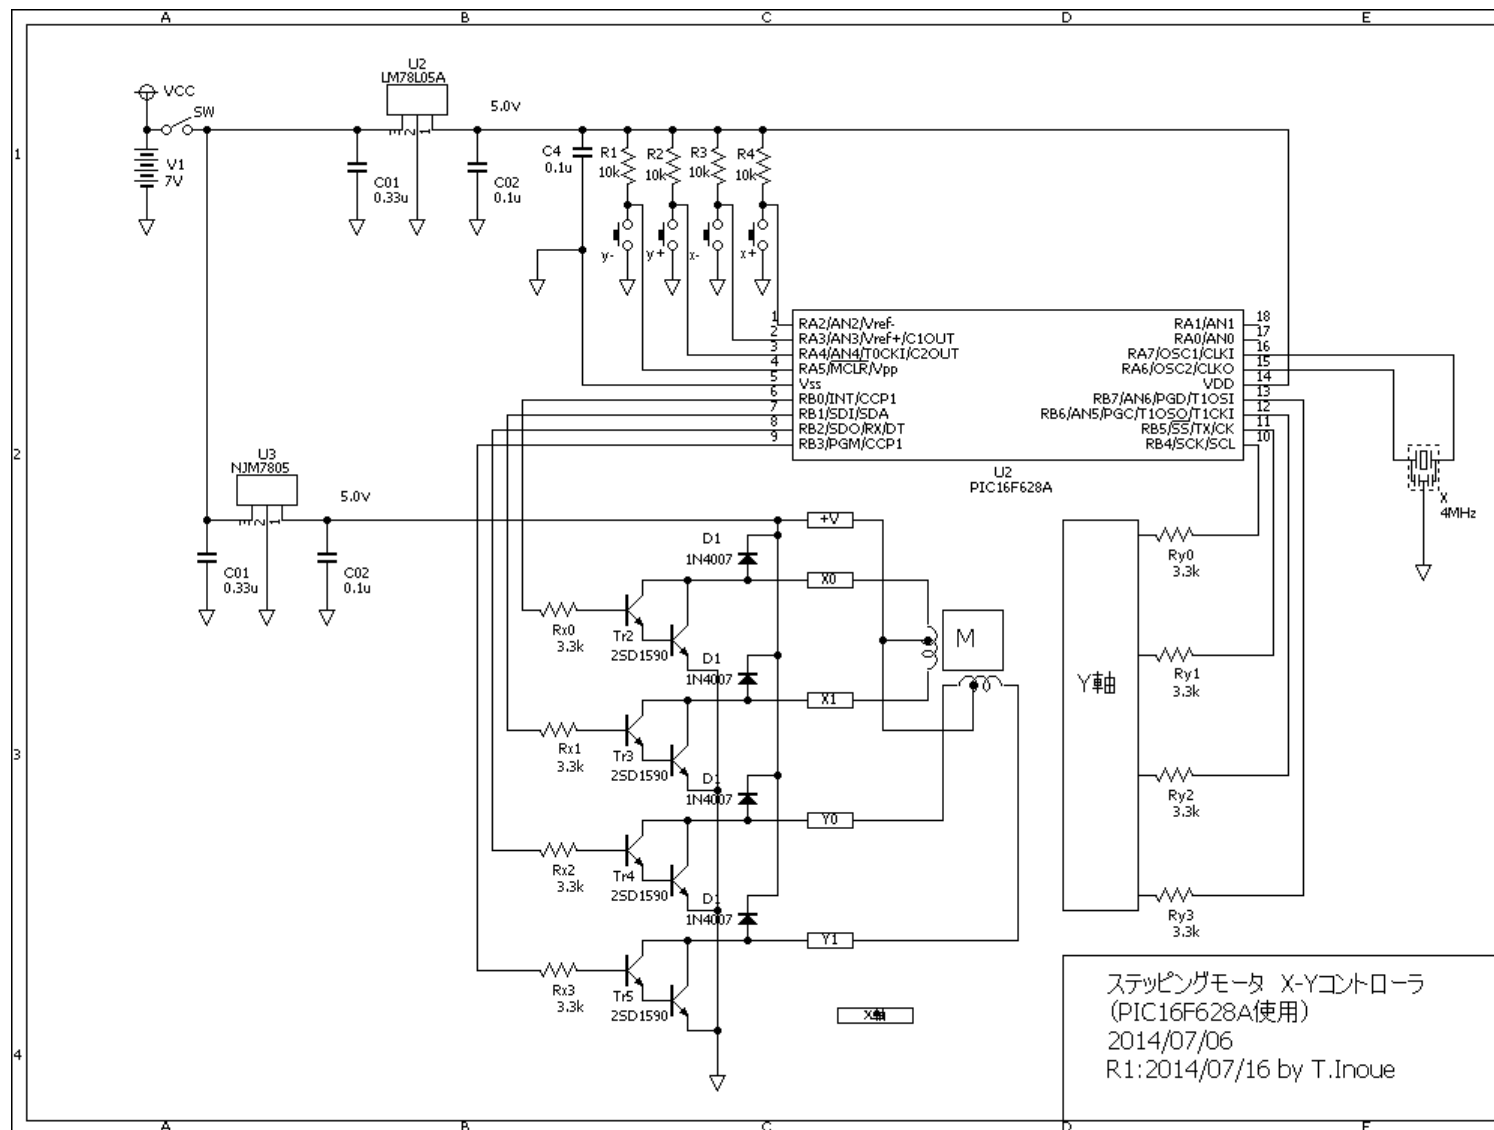 A B C D E
VCC
SW
V1
7V
U2
LM78L05A
3 2 1
5.0V
C01
0.33u
C02
0.1u
C4
0.1u
R1
10k
R2
10k
R3
10k
R4
10k
y-
y+
x-
x+
1
2
3
4
1 RA2/AN2/Vref-
2 RA3/AN3/Vref+/C1OUT
3 RA4/AN4/T0CKI/C2OUT
4 RA5/MCLR/Vpp
5 Vss
6 RB0/INT/CCP1
7 RB1/SDI/SDA
8 RB2/SDO/RX/DT
9 RB3/PGM/CCP1
RA1/AN1 18
RA0/AN0 17
RA7/OSC1/CLKI 16
RA6/OSC2/CLKO 15
VDD 14
RB7/AN6/PGD/T1OSI 13
RB6/AN5/PGC/T1OSO/T1CKI 12
RB5/SS/TX/CK 11
RB4/SCK/SCL 10
U2
PIC16F628A
X
4MHz
U3
NJM7805
3 2 1
5.0V
C01
0.33u
C02
0.1u
+V
D1
1N4007
X0
Rx0
3.3k
Tr2
2SD1590
D1
1N4007
X1
Rx1
3.3k
Tr3
2SD1590
D1
1N4007
Y0
Rx2
3.3k
Tr4
2SD1590
D1
1N4007
Y1
Rx3
3.3k
Tr5
2SD1590
M
X軸
Y軸
Ry0
3.3k
Ry1
3.3k
Ry2
3.3k
Ry3
3.3k
ステッピングモータ X-Yコントローラ
(PIC16F628A使用)
2014/07/06
R1:2014/07/16 by T.Inoue
A B C D E